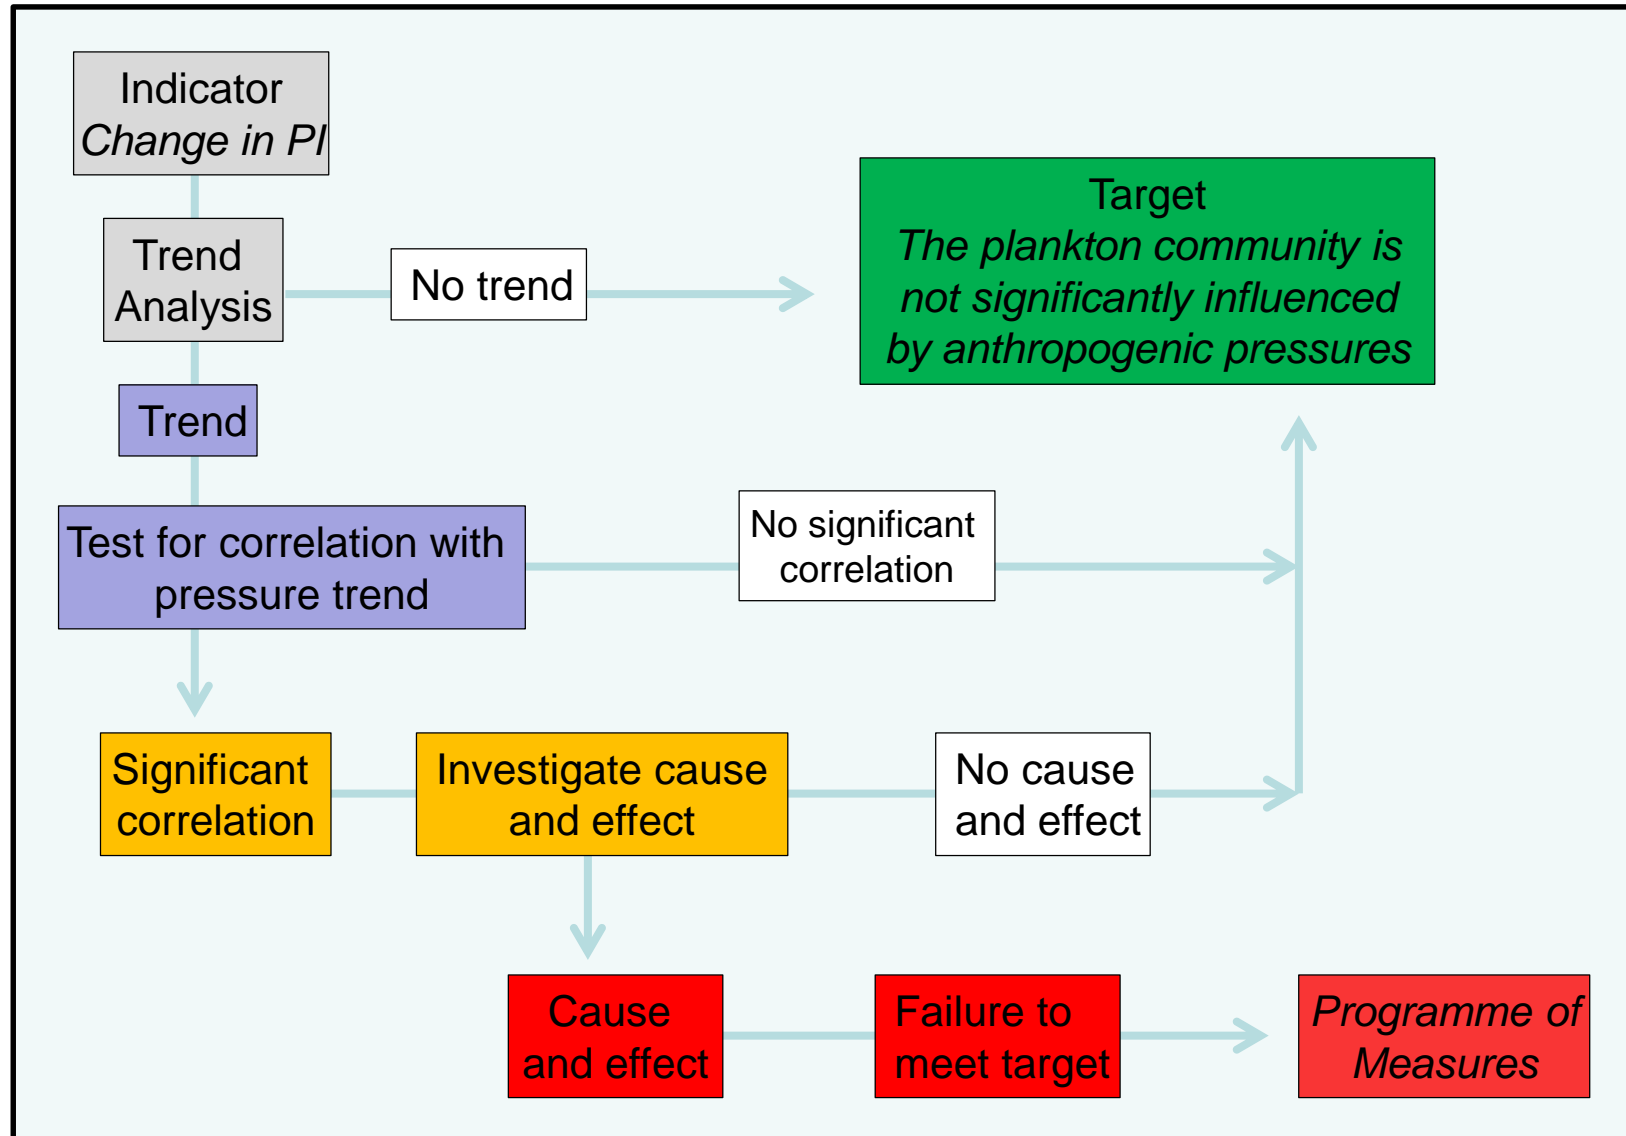 Indicator
Change in PI
Target
The plankton community is
not significantly influenced
by anthropogenic pressures
Trend
Analysis
No trend
Trend
Test for correlation with
pressure trend
No significant
correlation
Significant
correlation
Investigate cause
and effect
No cause
and effect
Cause
and effect
Failure to
meet target
Programme of
Measures